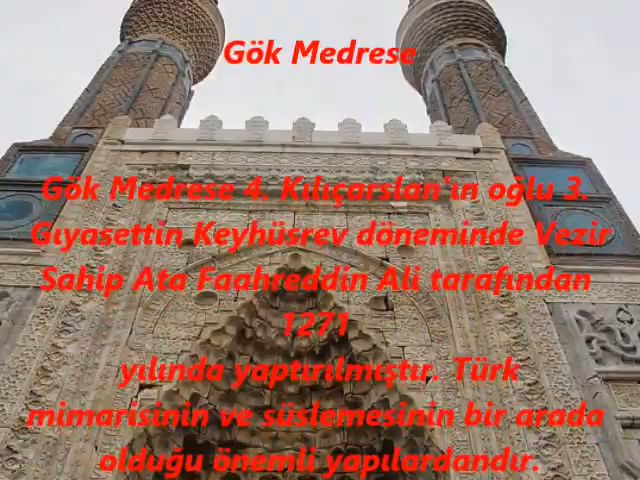 Gök Medrese
Gök Medrese 4. Kılıçarslan'ın oğlu 3.
Gıyasettin Keyhüsrev döneminde Vezir
Sahip Ata Faahreddin Ali tarafından
1271
yılında yaptırılmıştır. Türk
mimarisinin ve süslemesinin bir arada
olduğu önemli yapılardandır.